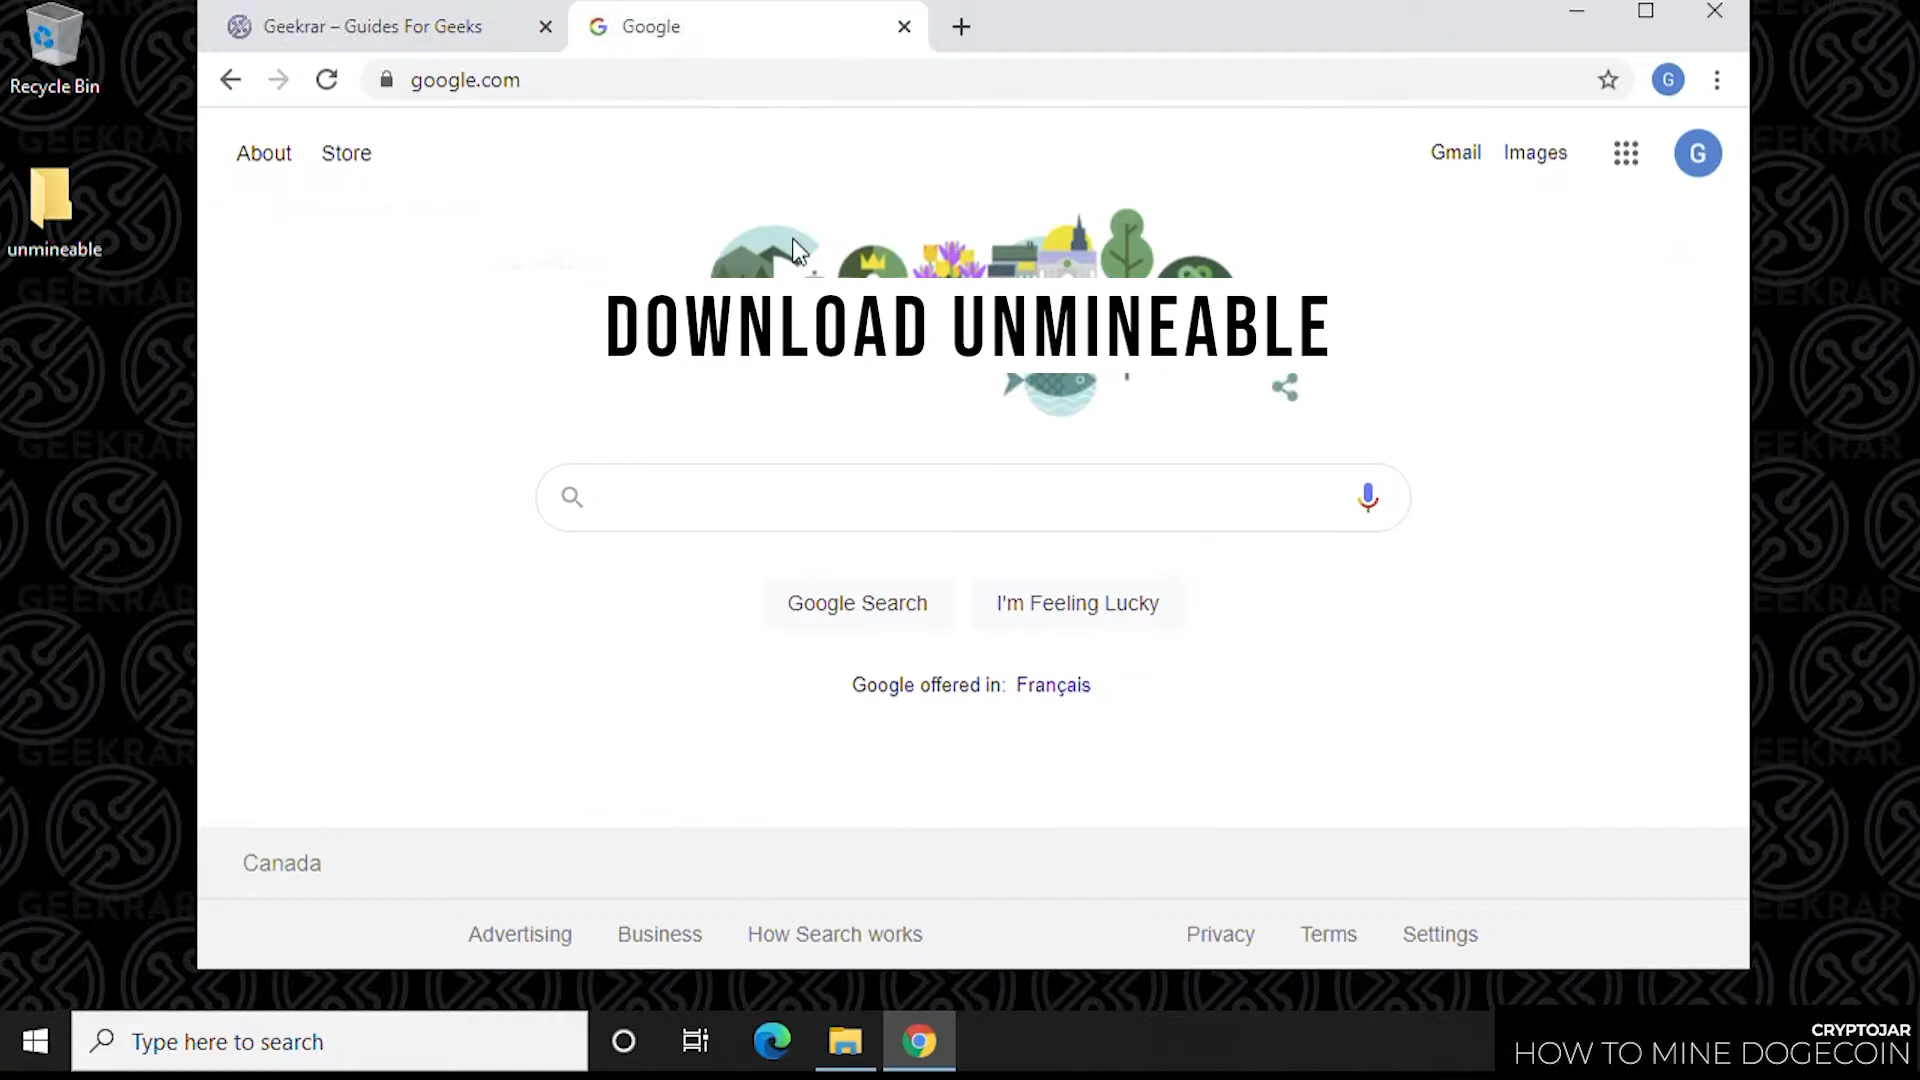 Recycle Bin
unmineable
Geekrar – Guides For Geeks
Google
google.com
G
About
Store
Gmail
Images
G
DOWNLOAD UNMINEABLE
Google Search
I'm Feeling Lucky
Google offered in: Français
Canada
Advertising
Business
How Search works
Privacy
Terms
Settings
Type here to search
CRYPTOJAR
HOW TO MINE DOGECOIN
GEEKRAR